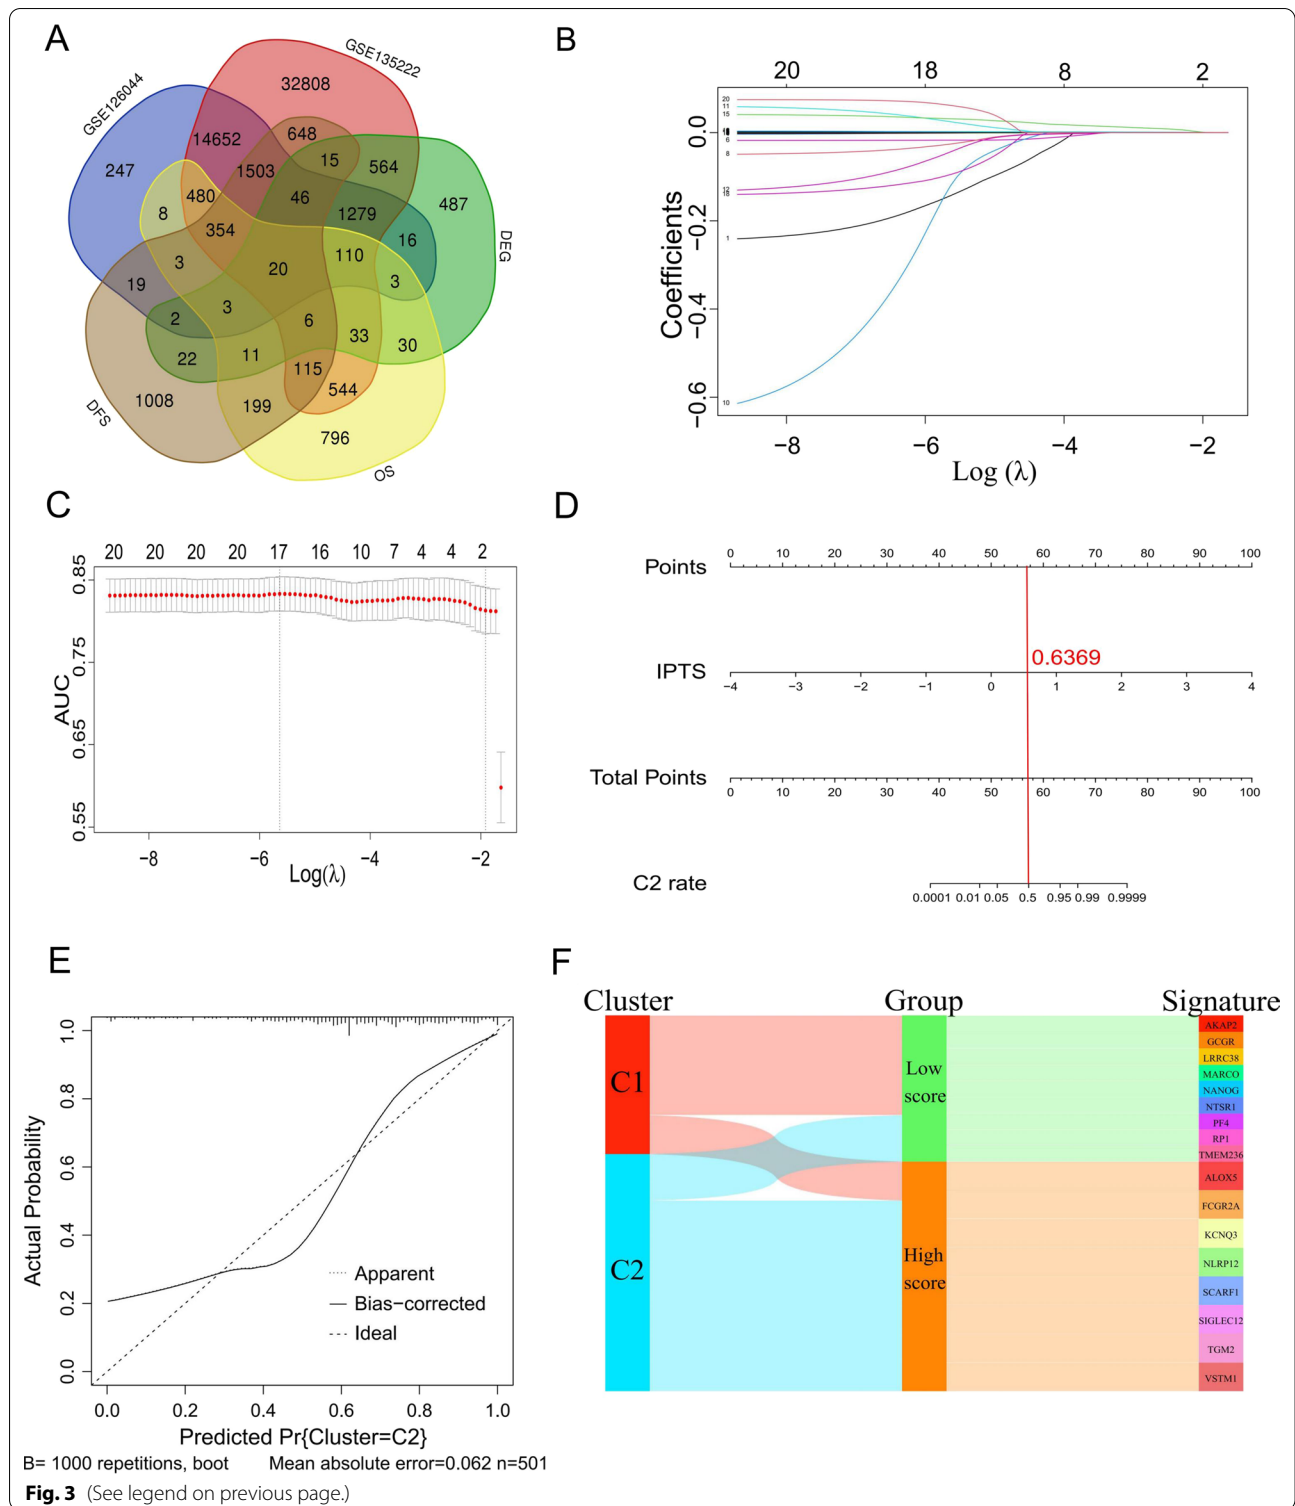 A
GSE126044
GSE135222
DEG
OS
DFS
32808
247
14652
648
15
564
487
1503
46
1279
16
8
480
354
110
3
3
20
19
3
2
6
33
30
22
11
115
544
1008
199
796
B
20 18 8 2
Coefficients
0.0
−0.2
−0.4
−0.6
20
11
15
6
8
1
10
−8 −6 −4 −2
Log (λ)
C
20 20 20 20 17 16 10 7 4 4 2
AUC
0.85
0.75
0.65
0.55
−8 −6 −4 −2
Log(λ)
D
Points
0 10 20 30 40 50 60 70 80 90 100
IPTS
0.6369
−4 −3 −2 −1 0 1 2 3 4
Total Points
0 10 20 30 40 50 60 70 80 90 100
C2 rate
0.0001 0.01 0.05 0.5 0.95 0.99 0.9999
E
Actual Probability
1.0
0.8
0.6
0.4
0.2
0.0
Apparent
Bias−corrected
Ideal
0.0 0.2 0.4 0.6 0.8 1.0
Predicted Pr{Cluster=C2}
B= 1000 repetitions, boot Mean absolute error=0.062 n=501
F
Cluster Group Signature
C1
C2
Low
score
High
score
AKAP2
GCGR
LRRC38
MARCO
NANOG
NTSR1
PF4
RP1
TMEM236
ALOX5
FCGR2A
KCNQ3
NLRP12
SCARF1
SIGLEC12
TGM2
VSTM1
Fig. 3 (See legend on previous page.)